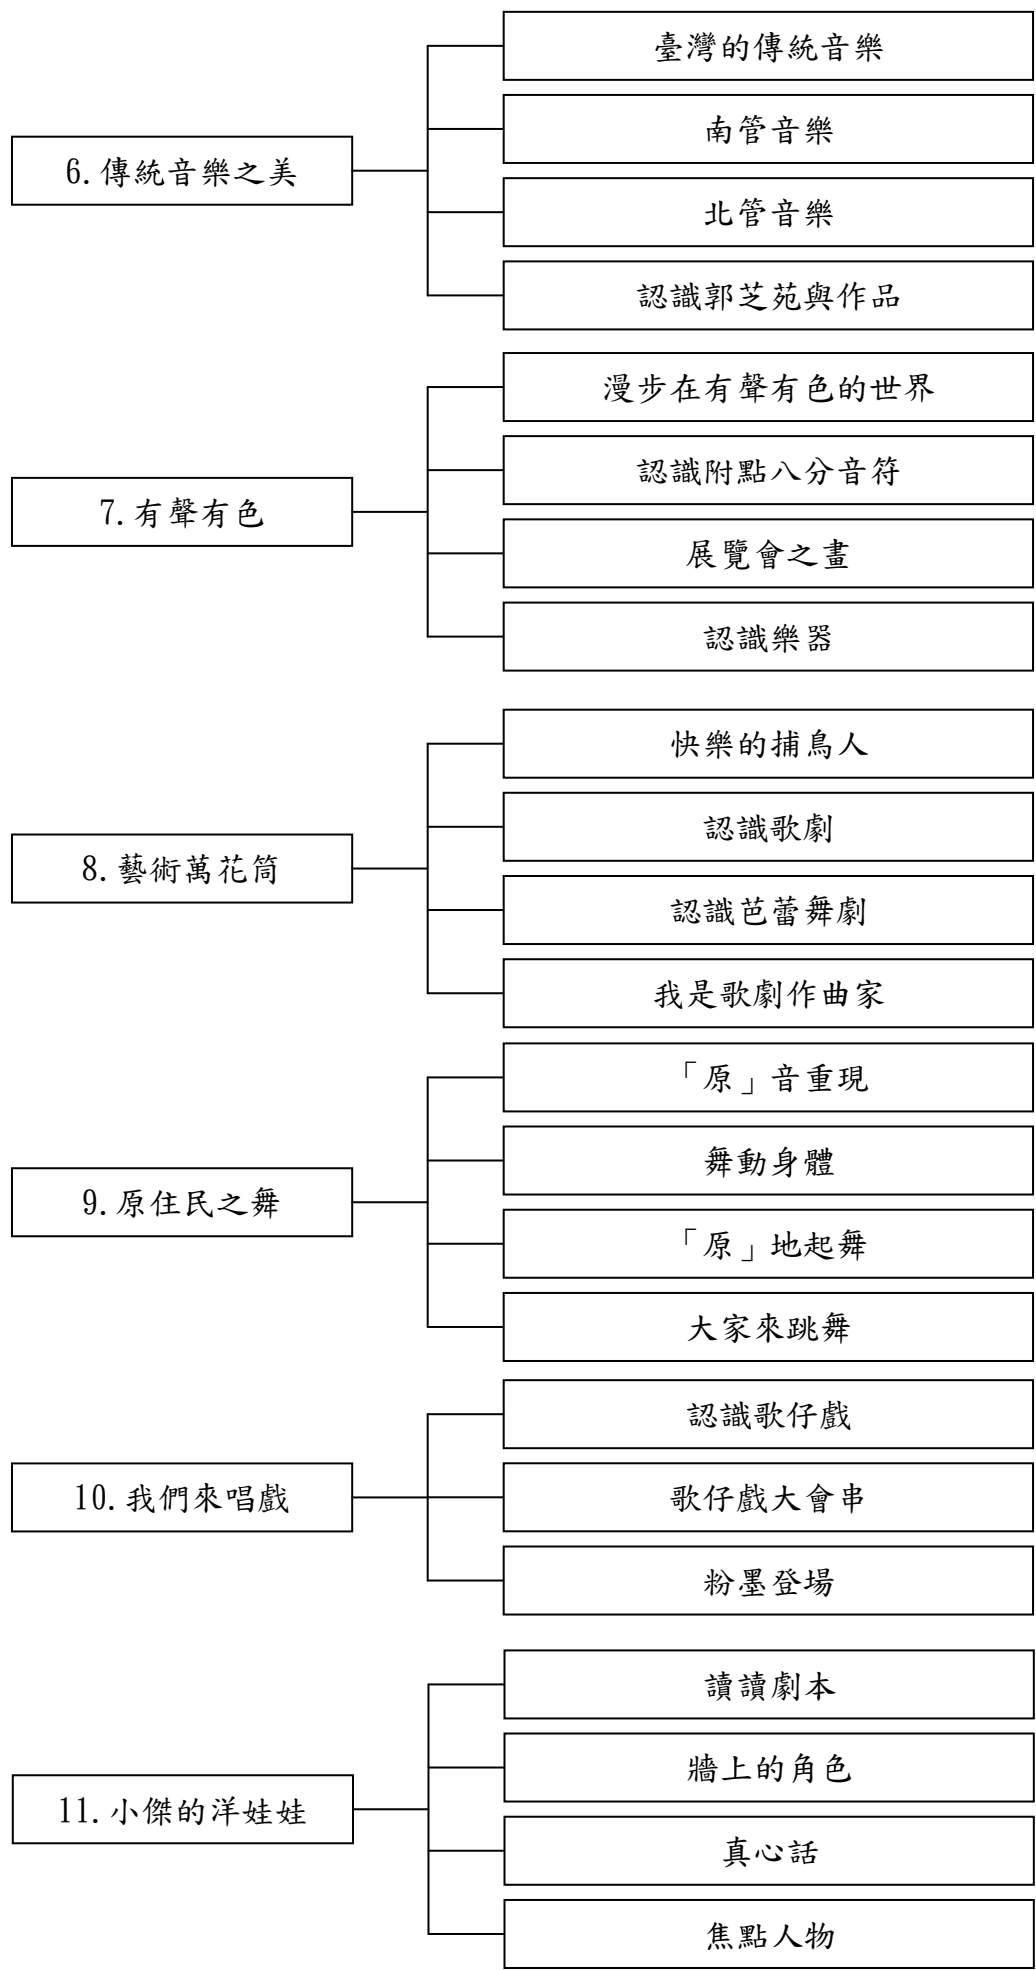 6.傳統音樂之美
臺灣的傳統音樂
南管音樂
北管音樂
認識郭芝苑與作品
7.有聲有色
漫步在有聲有色的世界
認識附點八分音符
展覽會之畫
認識樂器
8.藝術萬花筒
快樂的捕鳥人
認識歌劇
認識芭蕾舞劇
我是歌劇作曲家
9.原住民之舞
「原」音重現
舞動身體
「原」地起舞
大家來跳舞
10.我們來唱戲
認識歌仔戲
歌仔戲大會串
粉墨登場
11.小傑的洋娃娃
讀讀劇本
牆上的角色
真心話
焦點人物